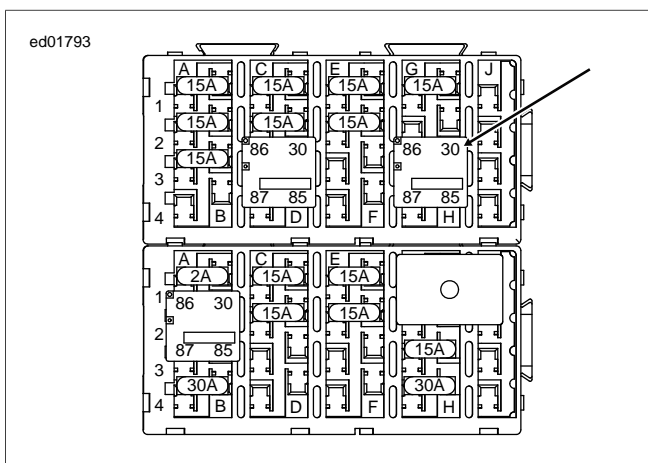 ed01793
A C E G J
15A 15A 15A 15A
1
15A 15A 15A
2 86 30 86 30
15A
3
87 85 87 85
4 B D F H
A C E
2A 15A 15A
1 86 30
15A 15A
2
87 85 15A
3
30A 30A
4 B D F H